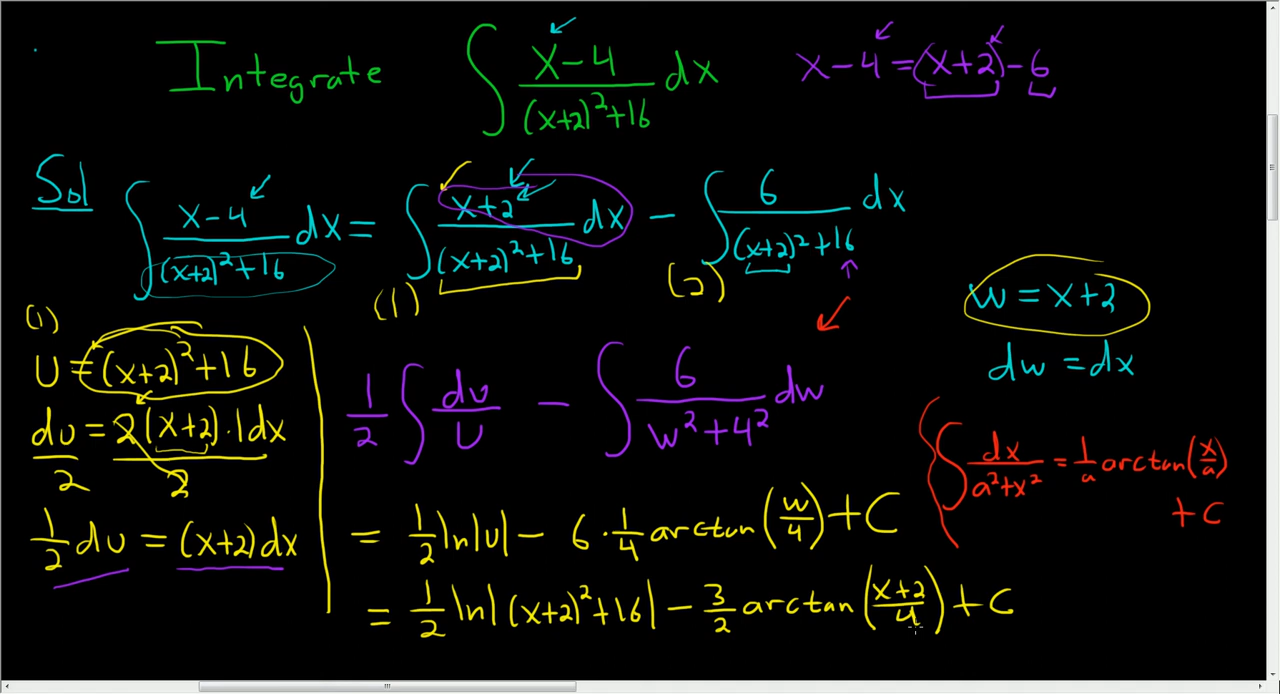 Integrate ∫ x-4/((x+2)²+16) dx
x-4 = (x+2)-6
Sol
∫ x-4/((x+2)²+16) dx = ∫ x+2/((x+2)²+16) dx - ∫ 6/((x+2)²+16) dx
(1) (2)
w = x+2
dw = dx
(1)
u = (x+2)²+16
du/2 = 2(x+2)·1dx/2
1/2 du = (x+2)dx
1/2 ∫ du/u - ∫ 6/(w²+4²) dw
∫ dx/(a²+x²) = 1/a arctan(x/a)
+C
= 1/2 ln|u| - 6·1/4 arctan(w/4)+C
= 1/2 ln|(x+2)²+16| - 3/2 arctan(x+2/4)+C